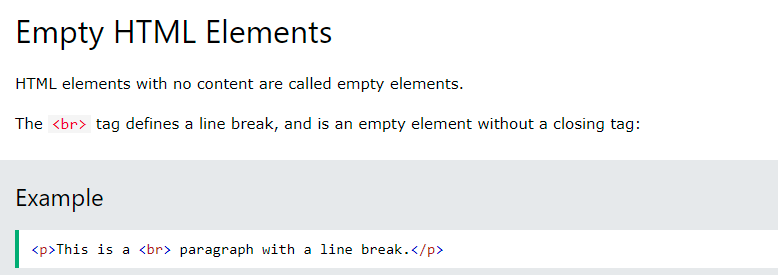 Empty HTML Elements
HTML elements with no content are called empty elements.
The <br> tag defines a line break, and is an empty element without a closing tag:
Example
<p>This is a <br> paragraph with a line break.</p>